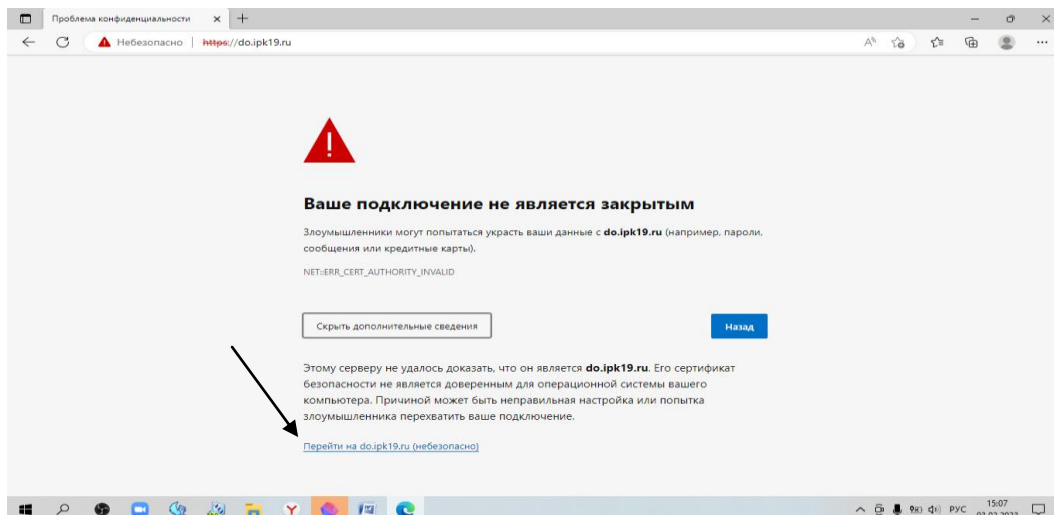 Проблема конфиденциальности
Небезопасно | https://do.ipk19.ru
Ваше подключение не является закрытым
Злоумышленники могут попытаться украсть ваши данные с do.ipk19.ru (например, пароли,
сообщения или кредитные карты).
NET::ERR_CERT_AUTHORITY_INVALID
Скрыть дополнительные сведения
Назад
Этому серверу не удалось доказать, что он является do.ipk19.ru. Его сертификат
безопасности не является доверенным для операционной системы вашего
компьютера. Причиной может быть неправильная настройка или попытка
злоумышленника перехватить ваше подключение.
Перейти на do.ipk19.ru (небезопасно)
РУС
15:07